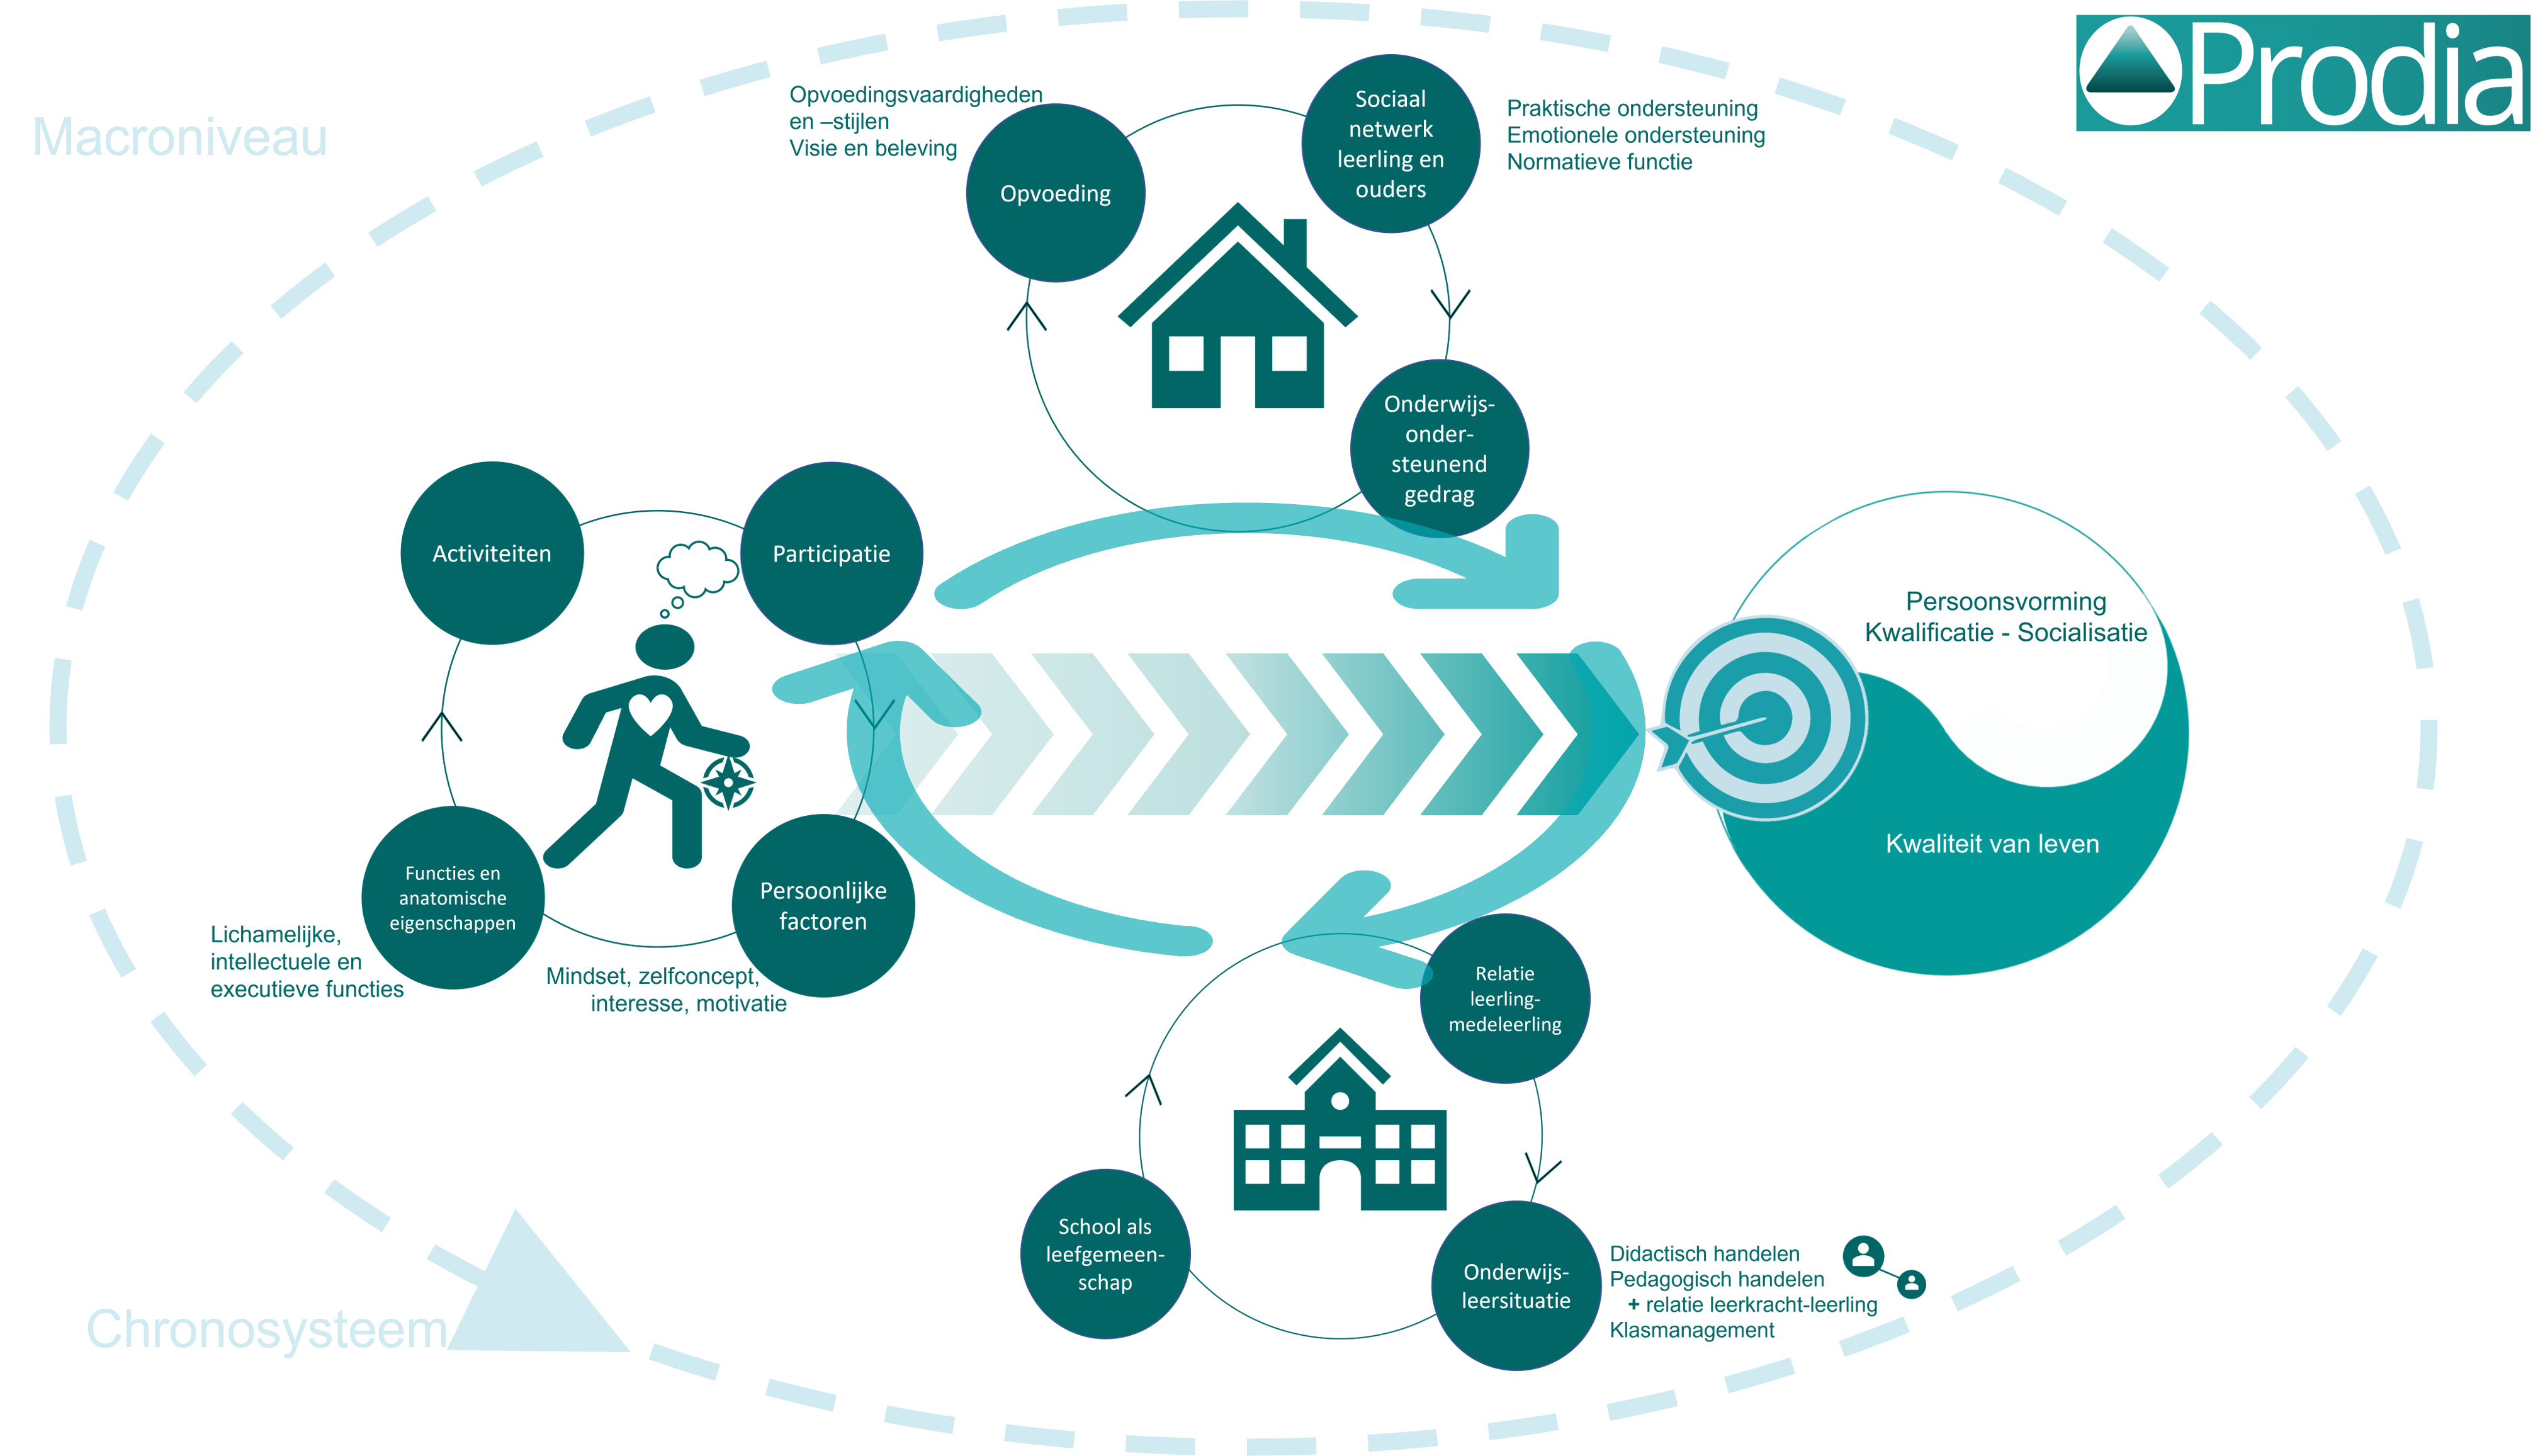 Prodia
Macroniveau
Opvoedingsvaardigheden
en –stijlen
Visie en beleving
Opvoeding
Sociaal
netwerk
leerling en
ouders
Praktische ondersteuning
Emotionele ondersteuning
Normatieve functie
Onderwijs-
onder-
steunend
gedrag
Activiteiten
Participatie
Functies en
anatomische
eigenschappen
Lichamelijke,
intellectuele en
executieve functies
Persoonlijke
factoren
Mindset, zelfconcept,
interesse, motivatie
Persoonsvorming
Kwalificatie - Socialisatie
Kwaliteit van leven
Relatie
leerling-
medeleerling
School als
leefgemeen-
schap
Onderwijs-
leersituatie
Didactisch handelen
Pedagogisch handelen
+ relatie leerkracht-leerling
Klasmanagement
Chronosysteem